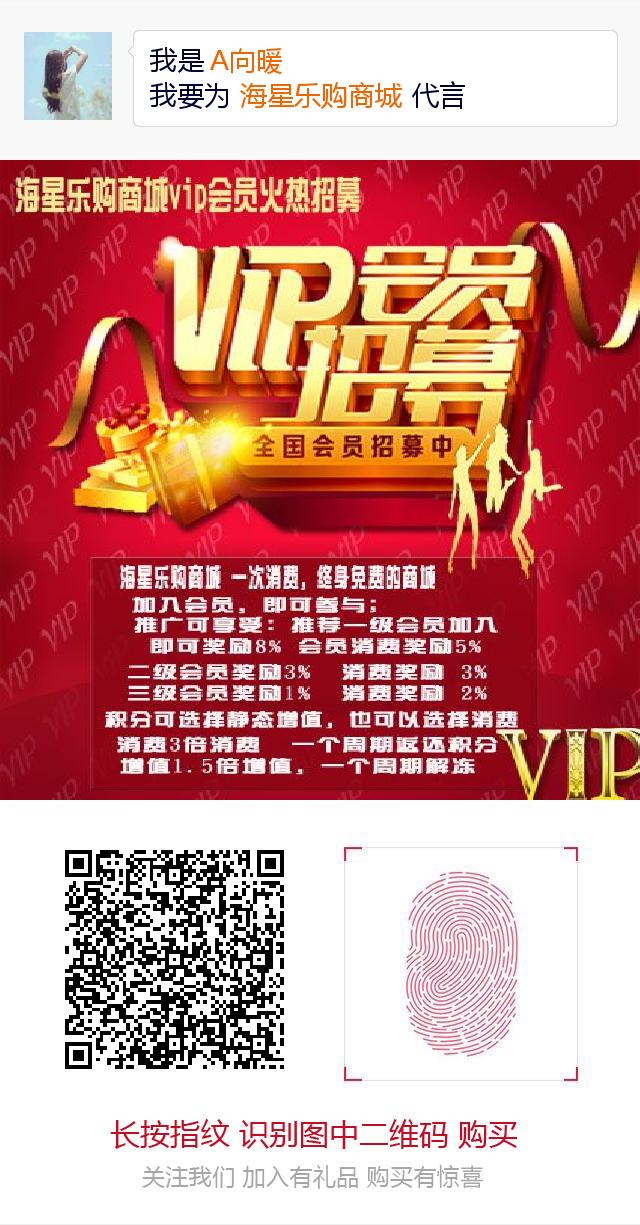 我是 A向暖
我要为 海星乐购商城 代言
海星乐购商城vip会员火热招募
VIP会员
招募
全国会员招募中
海星乐购商城 一次消费，终身免费的商城
加入会员，即可参与；
推广可享受：推荐一级会员加入
即可奖励8% 会员消费奖励5%
二级会员奖励3% 消费奖励 3%
三级会员奖励1% 消费奖励 2%
积分可选择静态增值，也可以选择消费
消费3倍消费 一个周期返还积分
增值1.5倍增值，一个周期解冻
VIP
长按指纹 识别图中二维码 购买
关注我们 加入有礼品 购买有惊喜